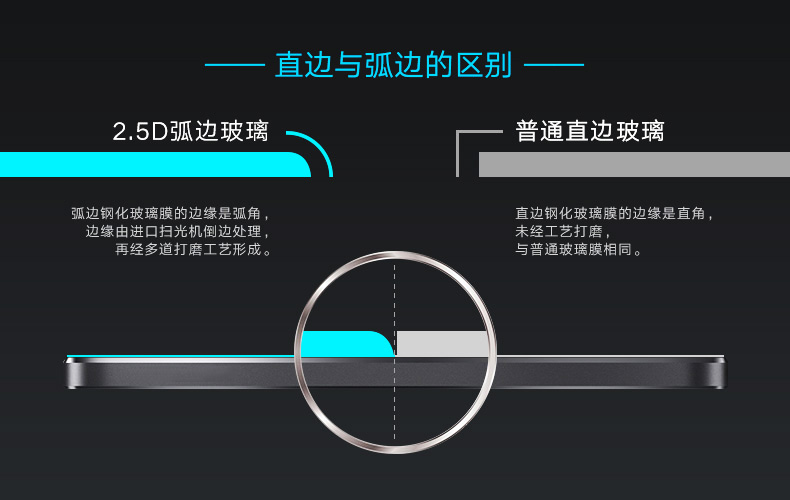 直边与弧边的区别
2.5D弧边玻璃
弧边钢化玻璃膜的边缘是弧角，
边缘由进口扫光机倒边处理，
再经多道打磨工艺形成。
普通直边玻璃
直边钢化玻璃膜的边缘是直角，
未经工艺打磨，
与普通玻璃膜相同。